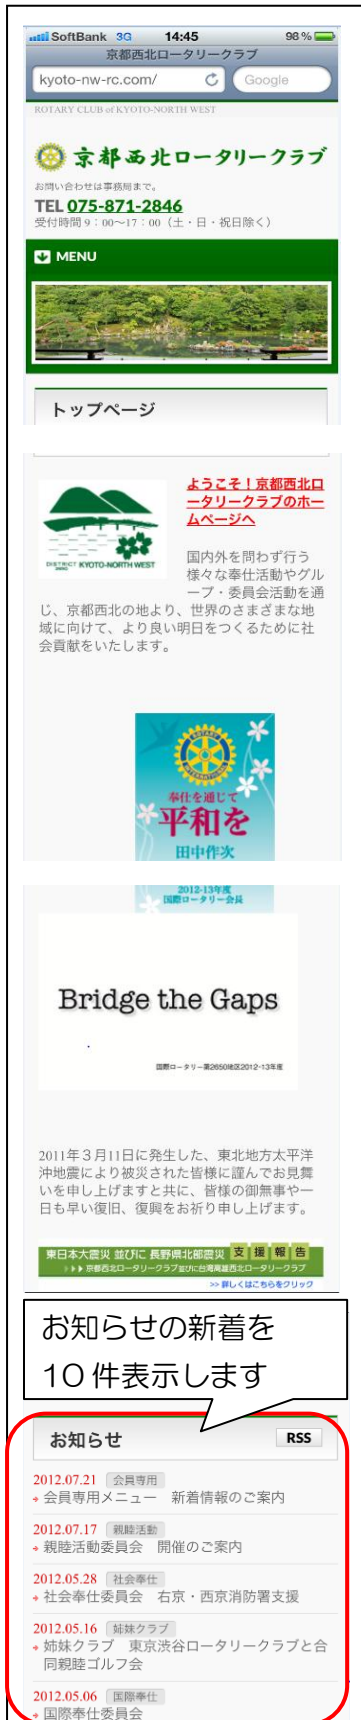 SoftBank 3G 14:45 98%
京都西北ロータリークラブ
kyoto-nw-rc.com/ Google
ROTARY CLUB of KYOTO-NORTH WEST
京都西北ロータリークラブ
お問い合わせは事務局まで。
TEL 075-871-2846
受付時間 9：00〜17：00（土・日・祝日除く）
MENU
トップページ
ようこそ！京都西北ロ
ータリークラブのホー
ムページへ
DISTRICT KYOTO-NORTH WEST
国内外を問わず行う
様々な奉仕活動やグル
ープ・委員会活動を通
じ、京都西北の地より、世界のさまざまな地
域に向けて、より良い明日をつくるために社
会貢献をいたします。
ROTARY
INTERNATIONAL
奉仕を通じて
平和を
田中作次
2012-13年度
国際ロータリー会長
Bridge the Gaps
国際ロータリー第2650地区2012-13年度
2011年３月11日に発生した、東北地方太平洋
沖地震により被災された皆様に謹んでお見舞
いを申し上げますと共に、皆様の御無事や一
日も早い復旧、復興をお祈り申し上げます。
東日本大震災 並びに 長野県北部震災 支援報告
京都西北ロータリークラブ並びに台湾高雄西北ロータリークラブ
>> 詳しくはこちらをクリック
お知らせの新着を
10件表示します
お知らせ RSS
2012.07.21 会員専用
会員専用メニュー　新着情報のご案内
2012.07.17 親睦活動
親睦活動委員会　開催のご案内
2012.05.28 社会奉仕
社会奉仕委員会　右京・西京消防署支援
2012.05.16 姉妹クラブ
姉妹クラブ　東京渋谷ロータリークラブと合
同親睦ゴルフ会
2012.05.06 国際奉仕
国際奉仕委員会